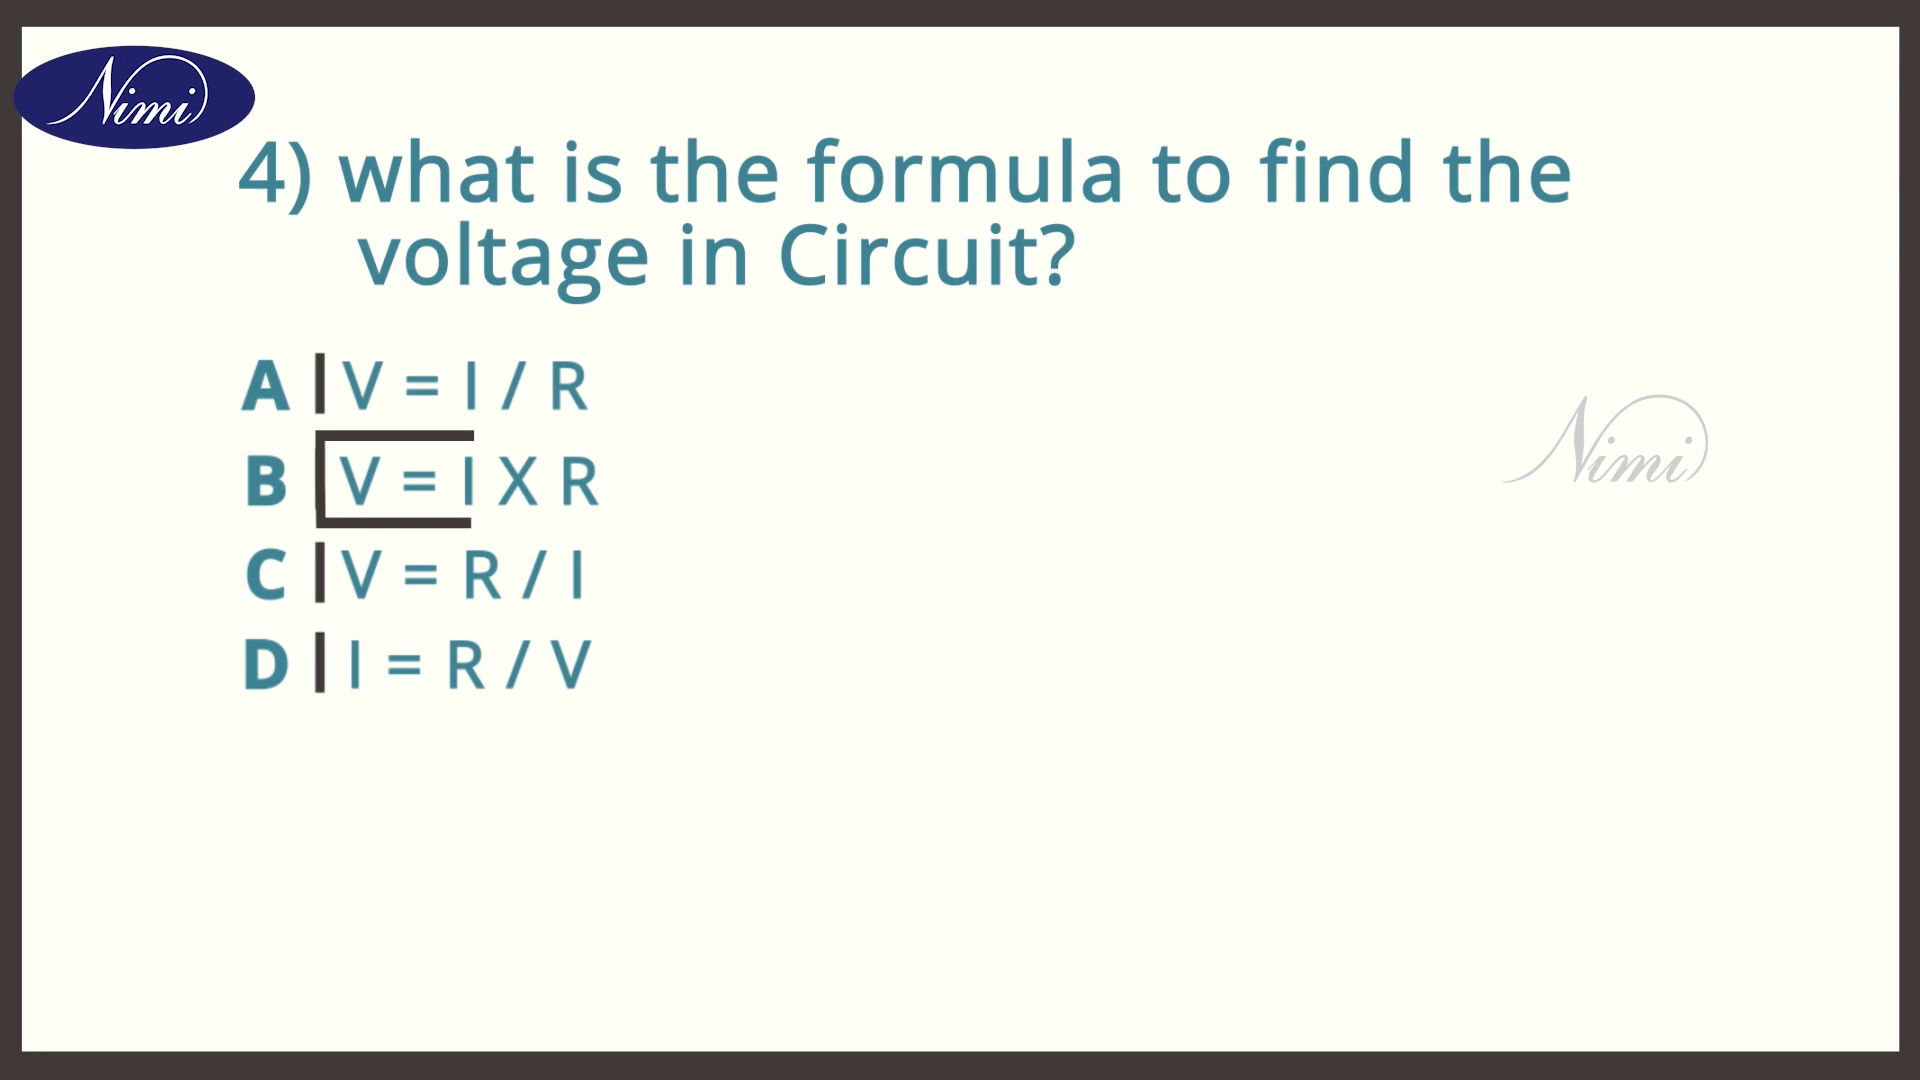 Nimi
4) what is the formula to find the
voltage in Circuit?
A V = I / R
B V = I X R
C V = R / I
D I = R / V
Nimi